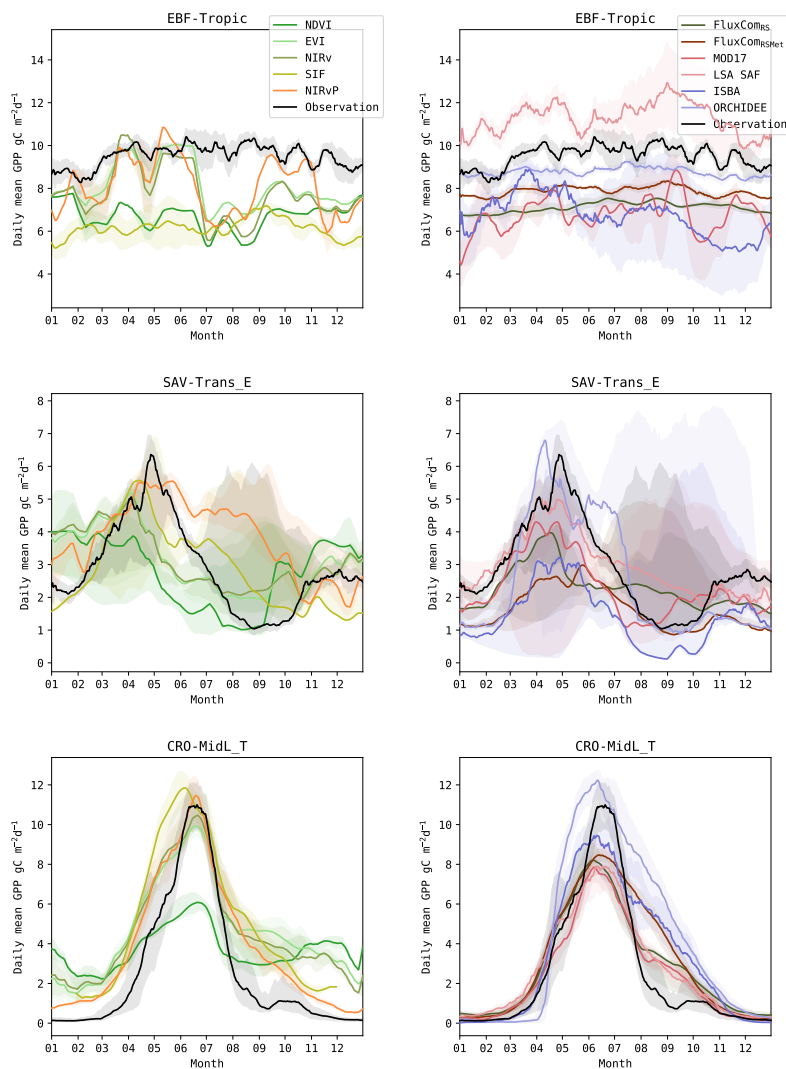 EBF-Tropic
NDVI
EVI
NIRv
SIF
NIRvP
Observation
Daily mean GPP gC m⁻²d⁻¹
14
12
10
8
6
4
01 02 03 04 05 06 07 08 09 10 11 12
Month
EBF-Tropic
FluxCom_RS
FluxCom_RSMet
MOD17
LSA SAF
ISBA
ORCHIDEE
Observation
Daily mean GPP gC m⁻²d⁻¹
14
12
10
8
6
4
01 02 03 04 05 06 07 08 09 10 11 12
Month
SAV-Trans_E
Daily mean GPP gC m⁻²d⁻¹
8
7
6
5
4
3
2
1
0
01 02 03 04 05 06 07 08 09 10 11 12
Month
SAV-Trans_E
Daily mean GPP gC m⁻²d⁻¹
8
7
6
5
4
3
2
1
0
01 02 03 04 05 06 07 08 09 10 11 12
Month
CRO-MidL_T
Daily mean GPP gC m⁻²d⁻¹
12
10
8
6
4
2
0
01 02 03 04 05 06 07 08 09 10 11 12
Month
CRO-MidL_T
Daily mean GPP gC m⁻²d⁻¹
12
10
8
6
4
2
0
01 02 03 04 05 06 07 08 09 10 11 12
Month